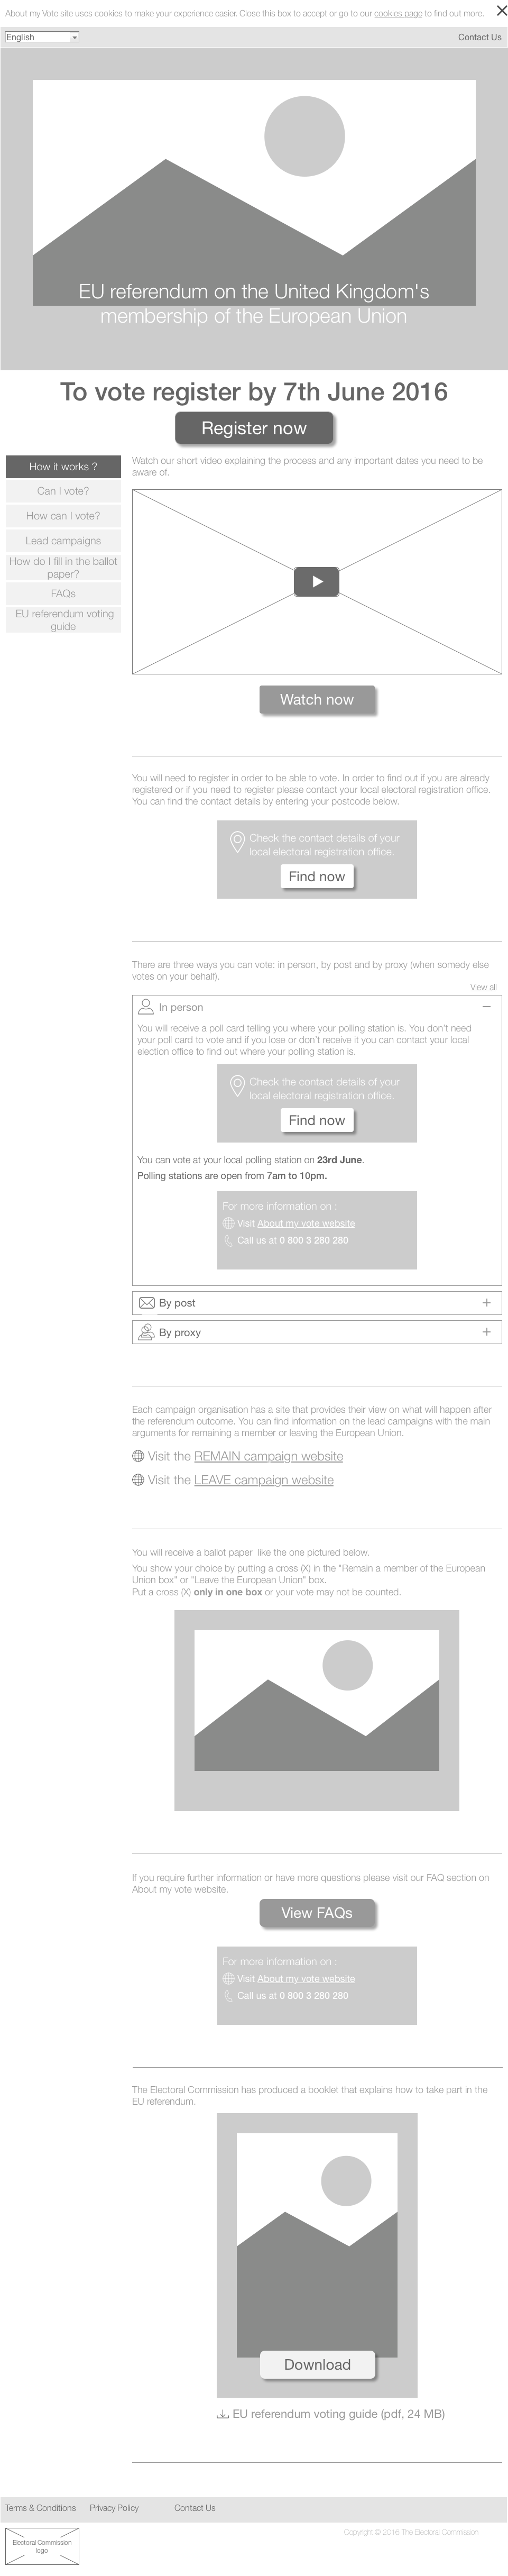 About my Vote site uses cookies to make your experience easier. Close this box to accept or go to our cookies page to find out more.
English
Contact Us
EU referendum on the United Kingdom's
membership of the European Union
To vote register by 7th June 2016
Register now
How it works ?
Can I vote?
How can I vote?
Lead campaigns
How do I fill in the ballot
paper?
FAQs
EU referendum voting
guide
Watch our short video explaining the process and any important dates you need to be
aware of.
Watch now
You will need to register in order to be able to vote. In order to find out if you are already
registered or if you need to register please contact your local electoral registration office.
You can find the contact details by entering your postcode below.
Check the contact details of your
local electoral registration office.
Find now
There are three ways you can vote: in person, by post and by proxy (when somedy else
votes on your behalf).
View all
In person
You will receive a poll card telling you where your polling station is. You don't need
your poll card to vote and if you lose or don't receive it you can contact your local
election office to find out where your polling station is.
Check the contact details of your
local electoral registration office.
Find now
You can vote at your local polling station on 23rd June.
Polling stations are open from 7am to 10pm.
For more information on :
Visit About my vote website
Call us at 0 800 3 280 280
By post
By proxy
Each campaign organisation has a site that provides their view on what will happen after
the referendum outcome. You can find information on the lead campaigns with the main
arguments for remaining a member or leaving the European Union.
Visit the REMAIN campaign website
Visit the LEAVE campaign website
You will receive a ballot paper like the one pictured below.
You show your choice by putting a cross (X) in the "Remain a member of the European
Union box" or "Leave the European Union" box.
Put a cross (X) only in one box or your vote may not be counted.
If you require further information or have more questions please visit our FAQ section on
About my vote website.
View FAQs
For more information on :
Visit About my vote website
Call us at 0 800 3 280 280
The Electoral Commission has produced a booklet that explains how to take part in the
EU referendum.
Download
EU referendum voting guide (pdf, 24 MB)
Terms & Conditions
Privacy Policy
Contact Us
Electoral Commission
logo
Copyright © 2016 The Electoral Commission